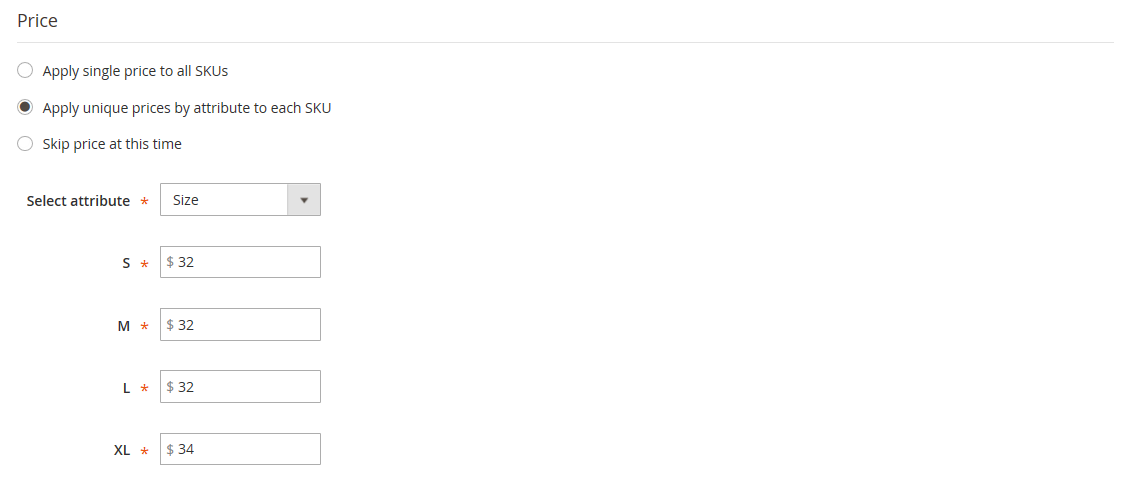 Price
Apply single price to all SKUs
Apply unique prices by attribute to each SKU
Skip price at this time
Select attribute * Size
S * $ 32
M * $ 32
L * $ 32
XL * $ 34